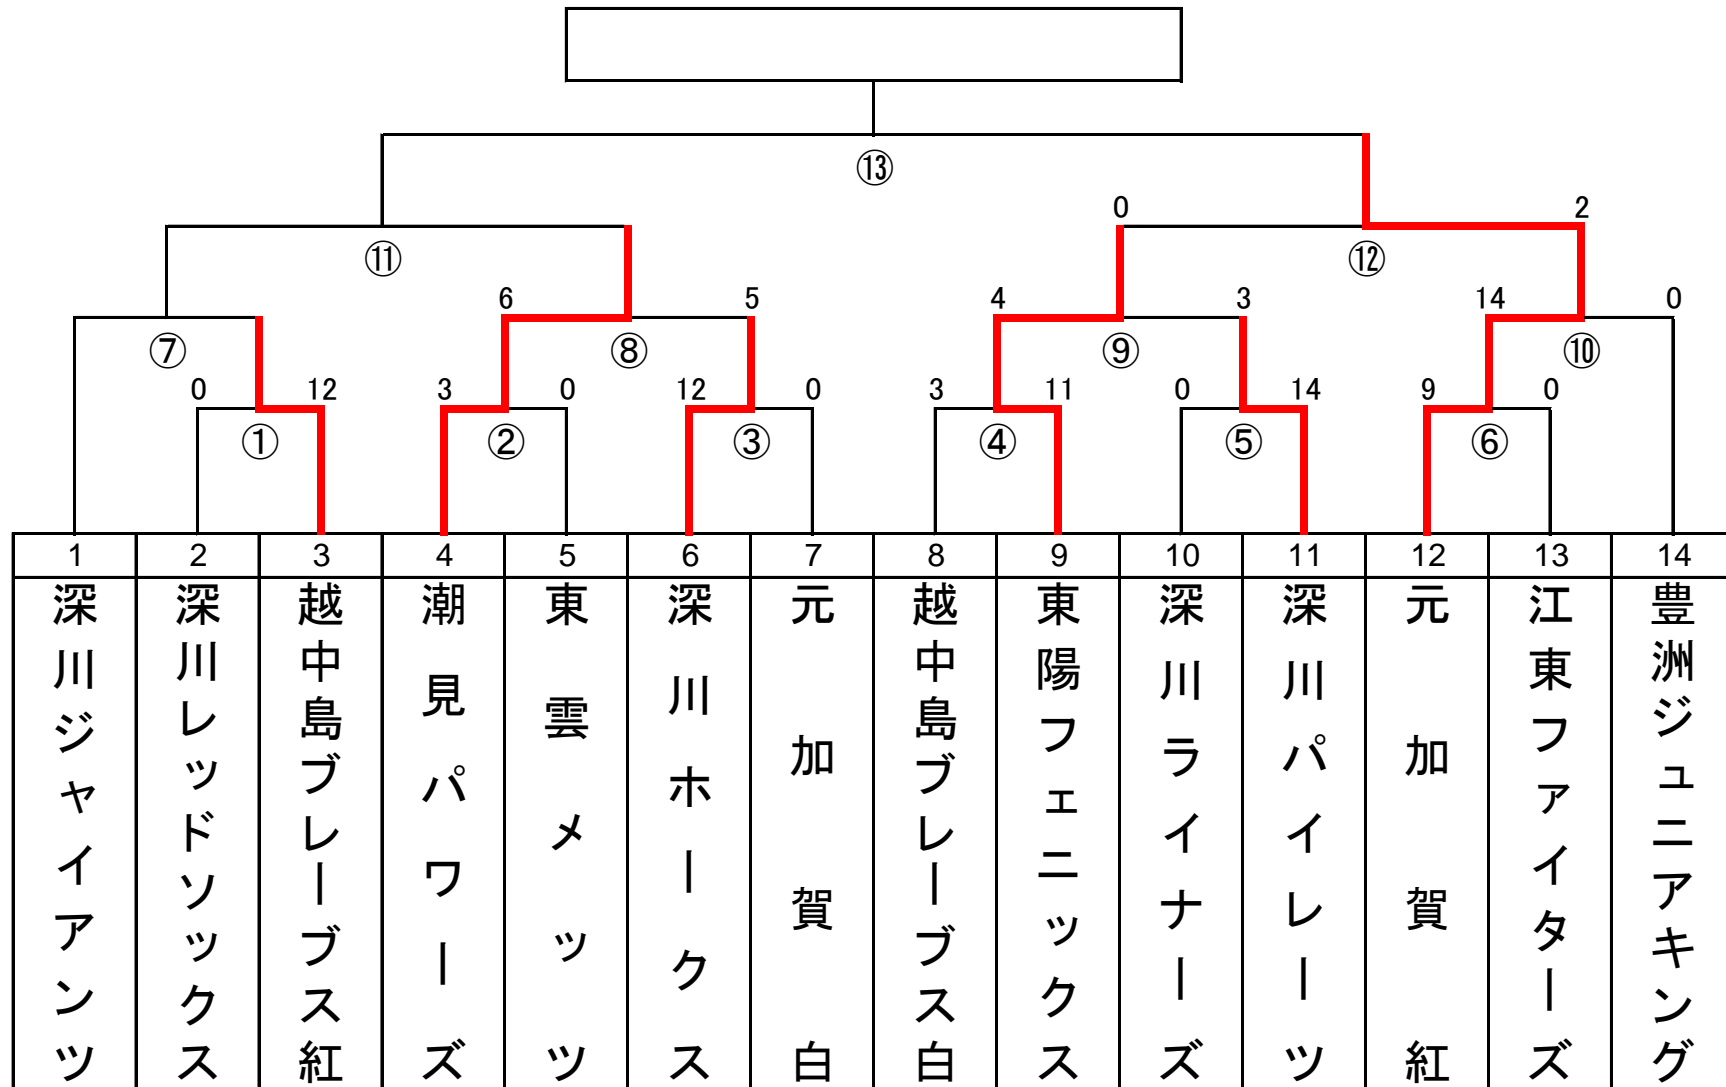 ⑬
0 2
⑪ ⑫
6 5 4 3 14 0
⑦ ⑧ ⑨ ⑩
0 12 3 0 12 0 3 11 0 14 9 0
① ② ③ ④ ⑤ ⑥
1 2 3 4 5 6 7 8 9 10 11 12 13 14
深川ジャイアンツ
深川レッドソックス
越中島ブレーブス紅
潮見パワーズ
東雲メッツ
深川ホークス
元加賀白
越中島ブレーブス白
東陽フェニックス
深川ライナーズ
深川パイレーツ
元加賀紅
江東ファイターズ
豊洲ジュニアキング